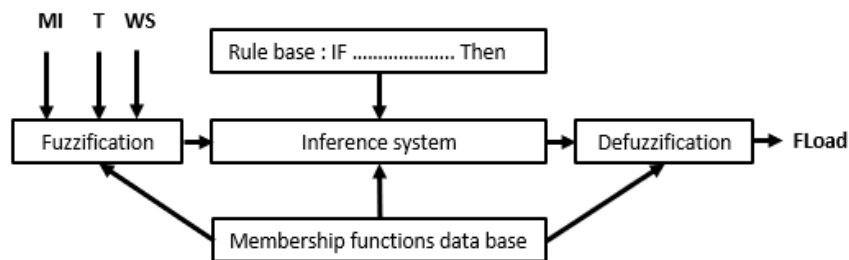 MI T WS
Rule base : IF .................... Then
Fuzzification
Inference system
Defuzzification
FLoad
Membership functions data base